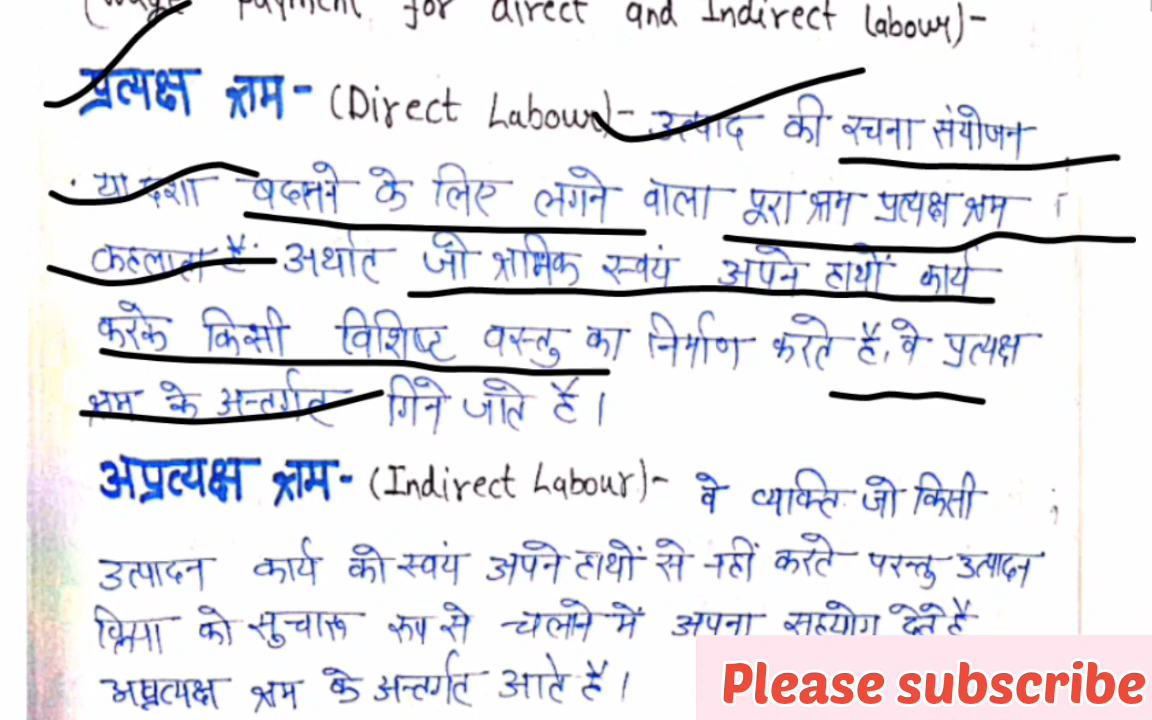 (Wage Payment for direct and Indirect labour)-
प्रत्यक्ष श्रम- (Direct Labour)- उत्पाद की रचना संयोजन
या दशा बदलने के लिए लगने वाला पूरा श्रम प्रत्यक्ष श्रम
कहलाता है अर्थात जो श्रमिक स्वयं अपने हाथों कार्य
करके किसी विशिष्ट वस्तु का निर्माण करते है, वे प्रत्यक्ष
श्रम के अन्तर्गत गिने जाते है।
अप्रत्यक्ष श्रम- (Indirect Labour)- वे व्यक्ति जो किसी
उत्पादन कार्य को स्वयं अपने हाथों से नहीं करते परन्तु उत्पादन
क्रिया को सुचारू रूप से चलाने में अपना सहयोग देते है
अप्रत्यक्ष श्रम के अन्तर्गत आते है।
Please subscribe